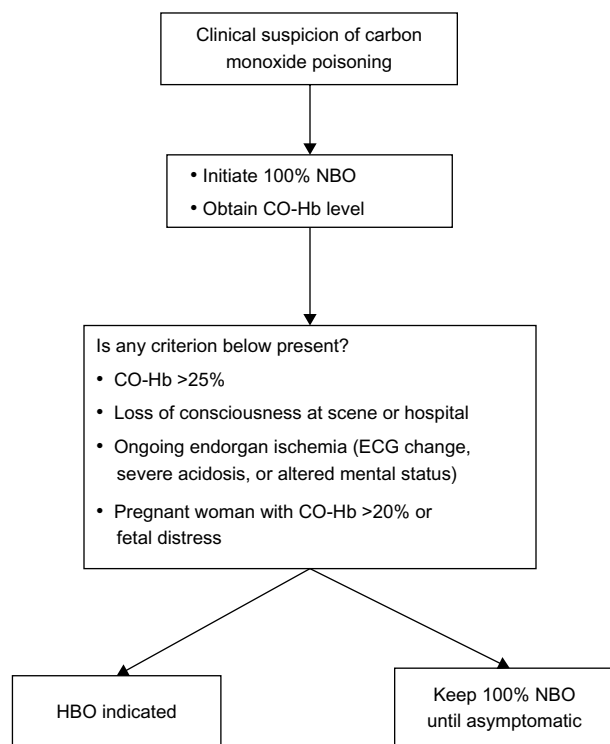 Clinical suspicion of carbon
monoxide poisoning
• Initiate 100% NBO
• Obtain CO-Hb level
Is any criterion below present?
• CO-Hb >25%
• Loss of consciousness at scene or hospital
• Ongoing endorgan ischemia (ECG change,
severe acidosis, or altered mental status)
• Pregnant woman with CO-Hb >20% or
fetal distress
HBO indicated
Keep 100% NBO
until asymptomatic